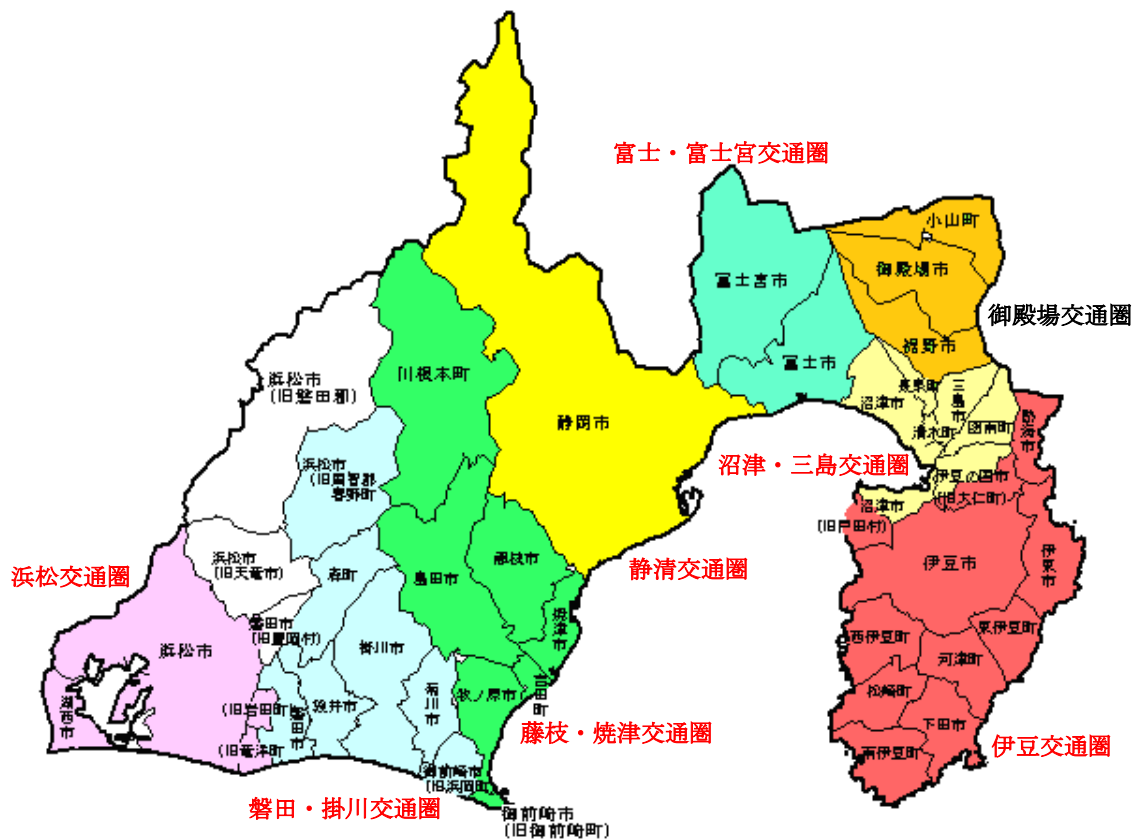 富士・富士宮交通圏
小山町
御殿場市
富士宮市
御殿場交通圏
裾野市
富士市
川根本町
浜松市
(旧磐田郡)
長泉町
三島市
沼津市
静岡市
清水町
函南町
熱海市
浜松市
(旧周智郡
春野町)
沼津・三島交通圏
伊豆の国市
(旧大仁町)
沼津市
(旧戸田村)
浜松市
(旧天竜市)
藤枝市
伊豆市
伊東市
浜松交通圏
森町
島田市
静清交通圏
焼津市
磐田市
(旧豊岡村)
西伊豆町
東伊豆町
浜松市
掛川市
河津町
湖西市
菊川市
牧ノ原市
吉田町
松崎町
(旧岩田町)
袋井市
磐田市
下田市
藤枝・焼津交通圏
伊豆交通圏
(旧竜洋町)
南伊豆町
御前崎市
(旧浜岡町)
磐田・掛川交通圏
御前崎市
(旧御前崎町)